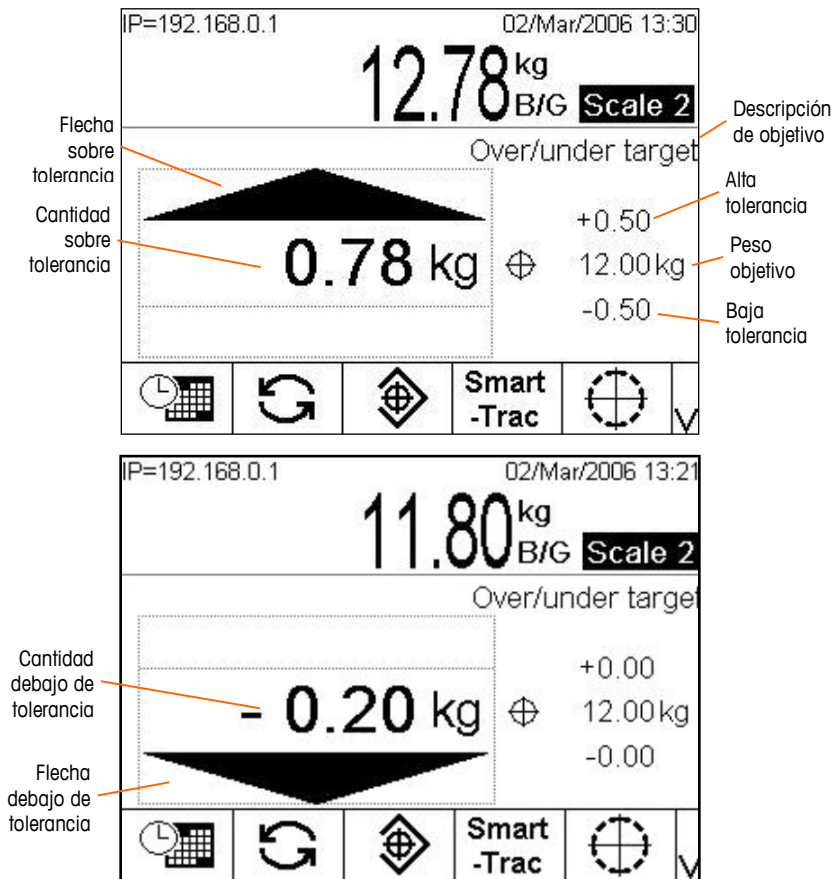 IP=192.168.0.1 02/Mar/2006 13:30
12.78 kg
B/G Scale 2
Descripción
de objetivo
Flecha
sobre
tolerancia
Over/under target
Alta
tolerancia
+0.50
Cantidad
sobre
tolerancia
0.78 kg
12.00 kg
Peso
objetivo
-0.50
Baja
tolerancia
Smart
-Trac
V
IP=192.168.0.1 02/Mar/2006 13:21
11.80 kg
B/G Scale 2
Over/under target
+0.00
Cantidad
debajo de
tolerancia
- 0.20 kg
12.00 kg
-0.00
Flecha
debajo de
tolerancia
Smart
-Trac
V